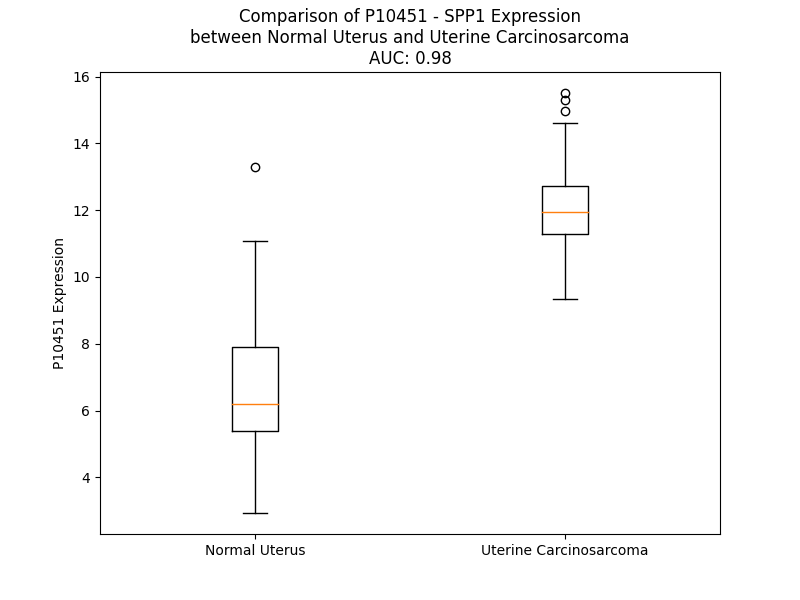 Comparison of P10451 - SPP1 Expression
between Normal Uterus and Uterine Carcinosarcoma
AUC: 0.98
16
14
12
10
8
6
4
P10451 Expression
Normal Uterus
Uterine Carcinosarcoma